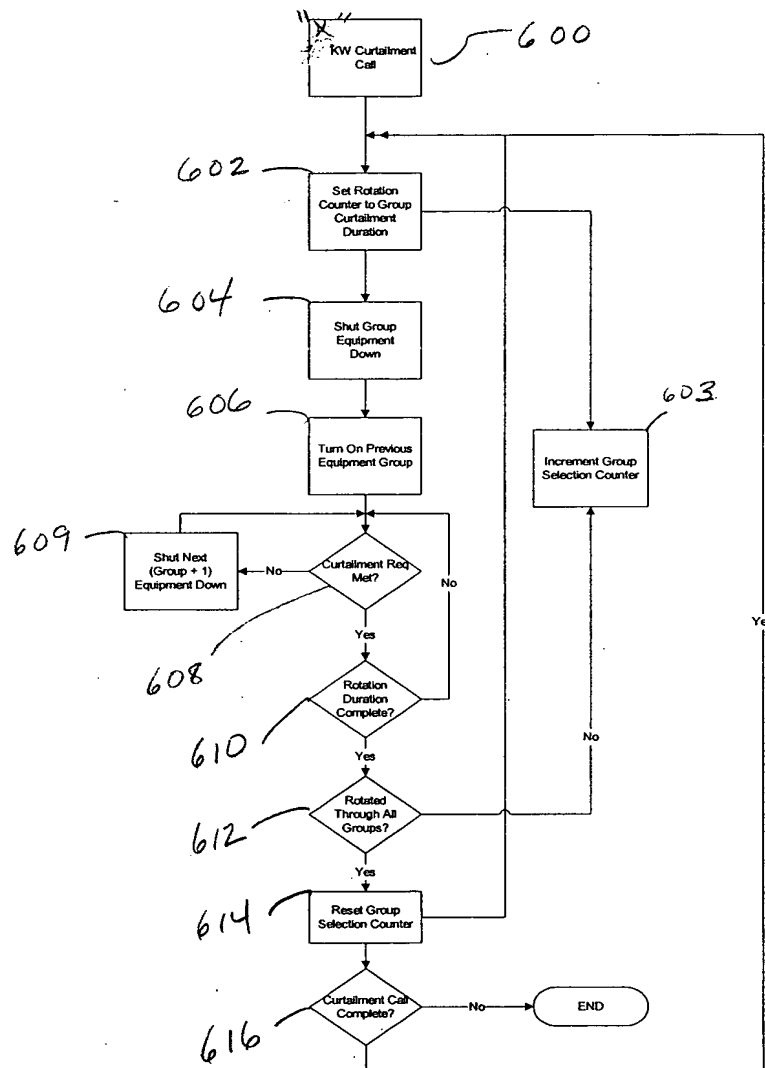 "X"
KW Curtailment
Call
600
602
Set Rotation
Counter to Group
Curtailment
Duration
604
Shut Group
Equipment
Down
606
Turn On Previous
Equipment Group
603
Increment Group
Selection Counter
609
Shut Next
(Group + 1)
Equipment Down
No
Curtailment Req
Met?
No
608
Yes
Rotation
Duration
Complete?
610
Yes
No
Rotated
Through All
Groups?
612
Yes
Reset Group
Selection Counter
614
Curtailment Call
Complete?
616
No
END
Ye